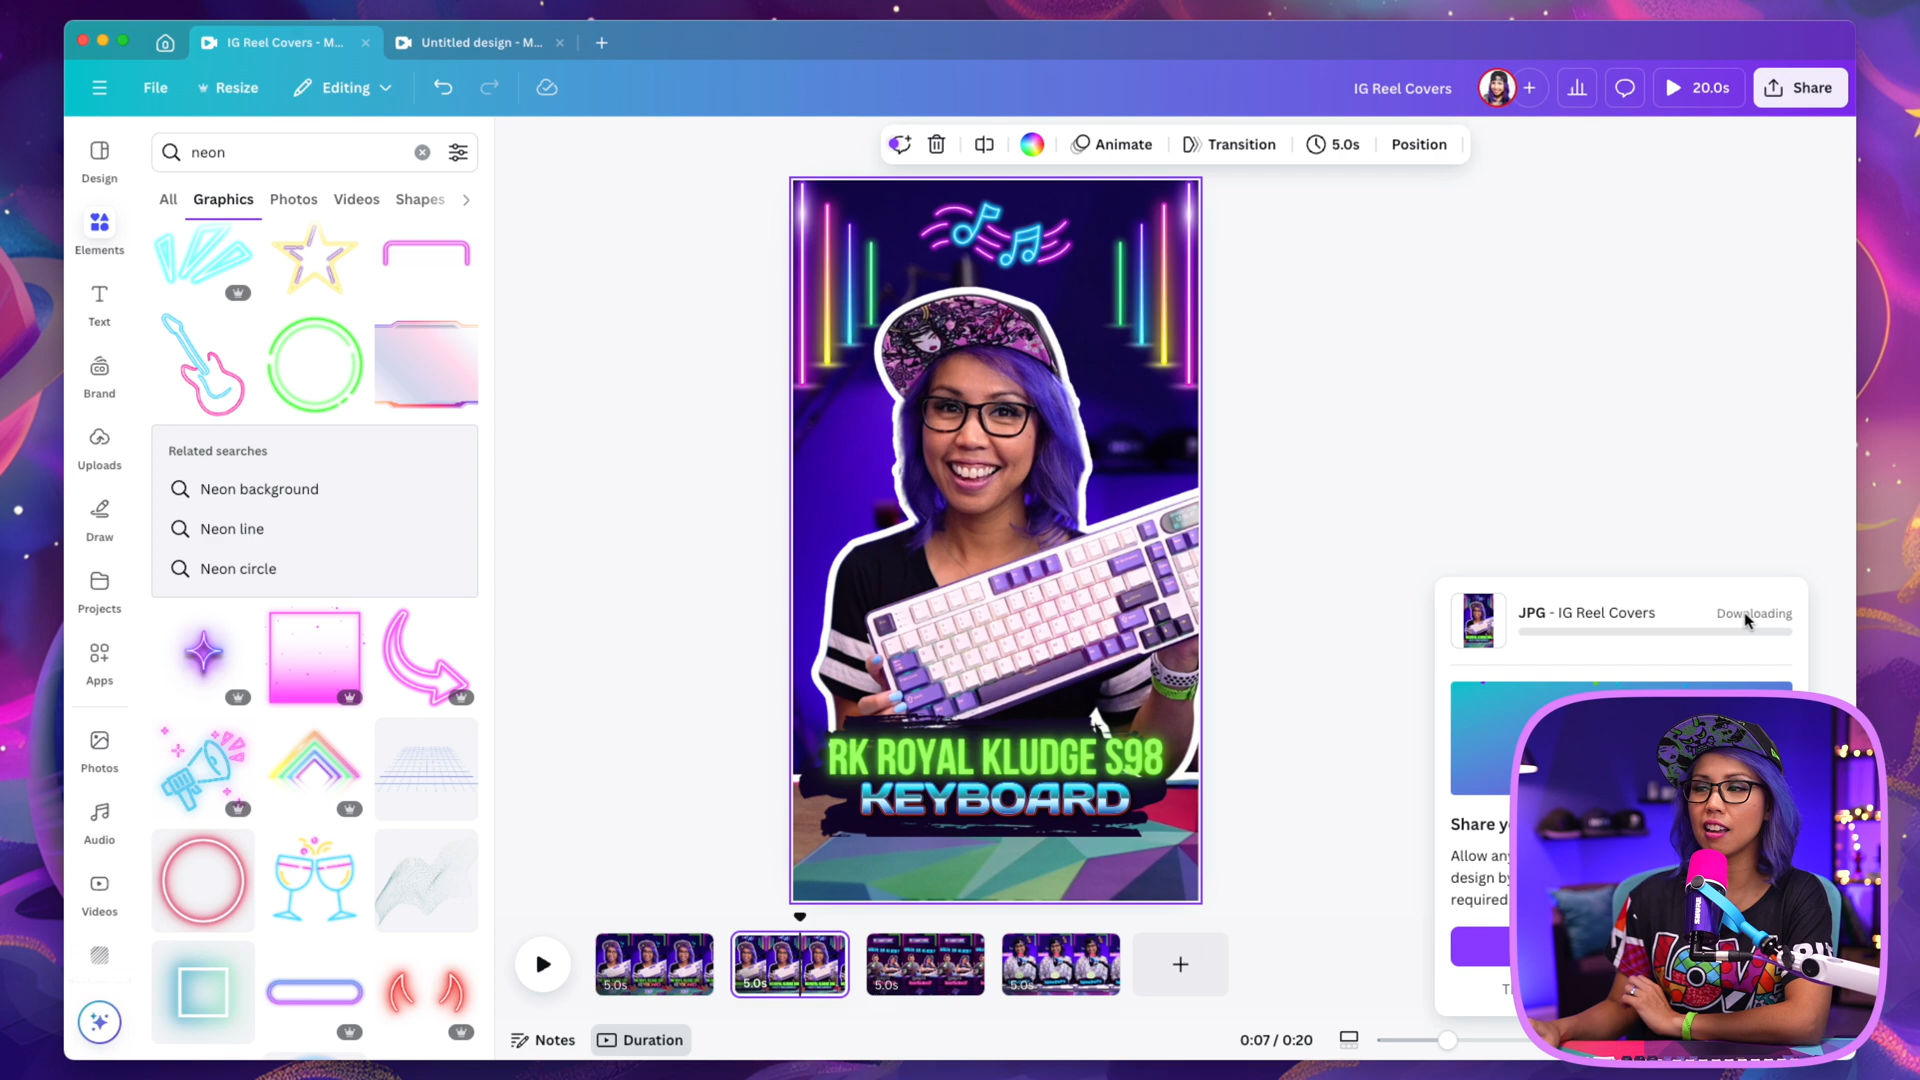 IG Reel Covers - M...
Untitled design - M...
File
Resize
Editing
IG Reel Covers
20.0s
Share
neon
Animate
Transition
5.0s
Position
Design
Elements
Text
Brand
Uploads
Draw
Projects
Apps
Photos
Audio
Videos
All
Graphics
Photos
Videos
Shapes
Related searches
Neon background
Neon line
Neon circle
RK ROYAL KLUDGE S98
KEYBOARD
JPG - IG Reel Covers
Downloading
Share y
Allow any
design by
required
SHURE
5.0s
5.0s
5.0s
5.0s
Notes
Duration
0:07 / 0:20